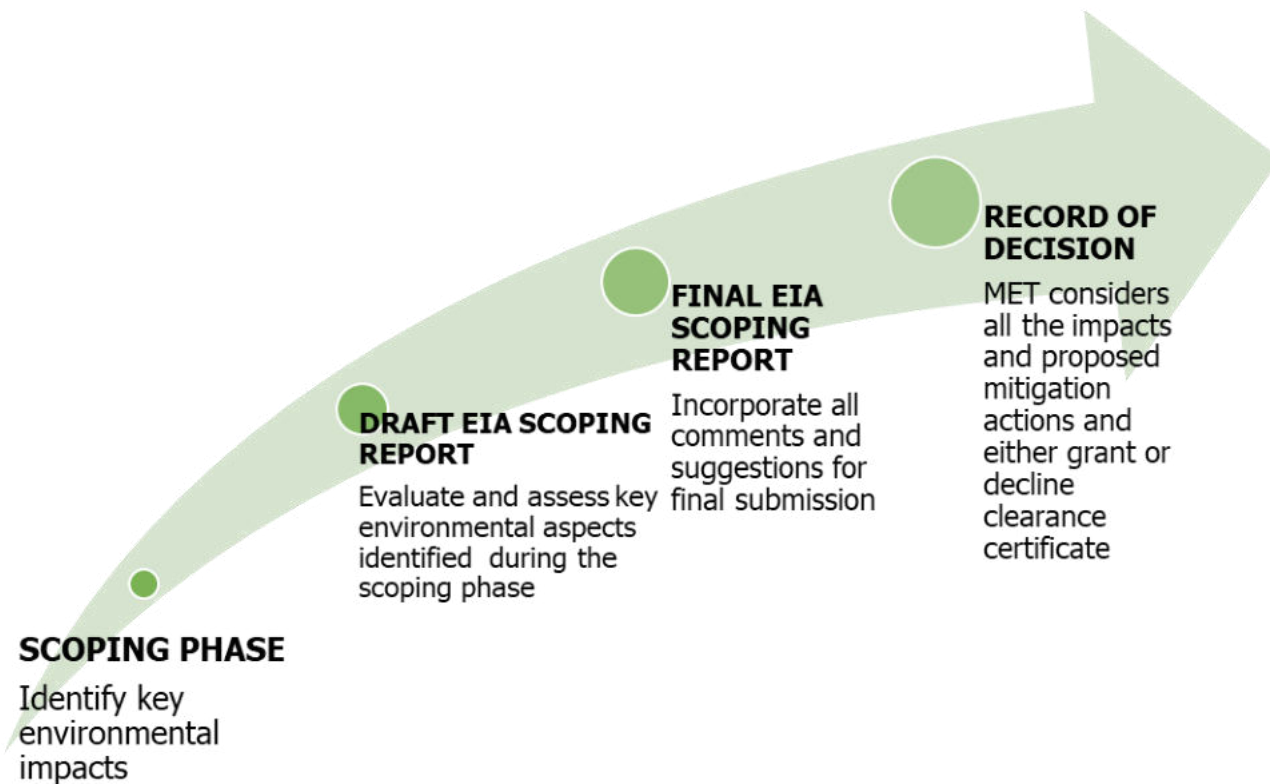 SCOPING PHASE
Identify key
environmental
impacts
DRAFT EIA SCOPING
REPORT
Evaluate and assess key
environmental aspects
identified during the
scoping phase
FINAL EIA
SCOPING
REPORT
Incorporate all
comments and
suggestions for
final submission
RECORD OF
DECISION
MET considers
all the impacts
and proposed
mitigation
actions and
either grant or
decline
clearance
certificate